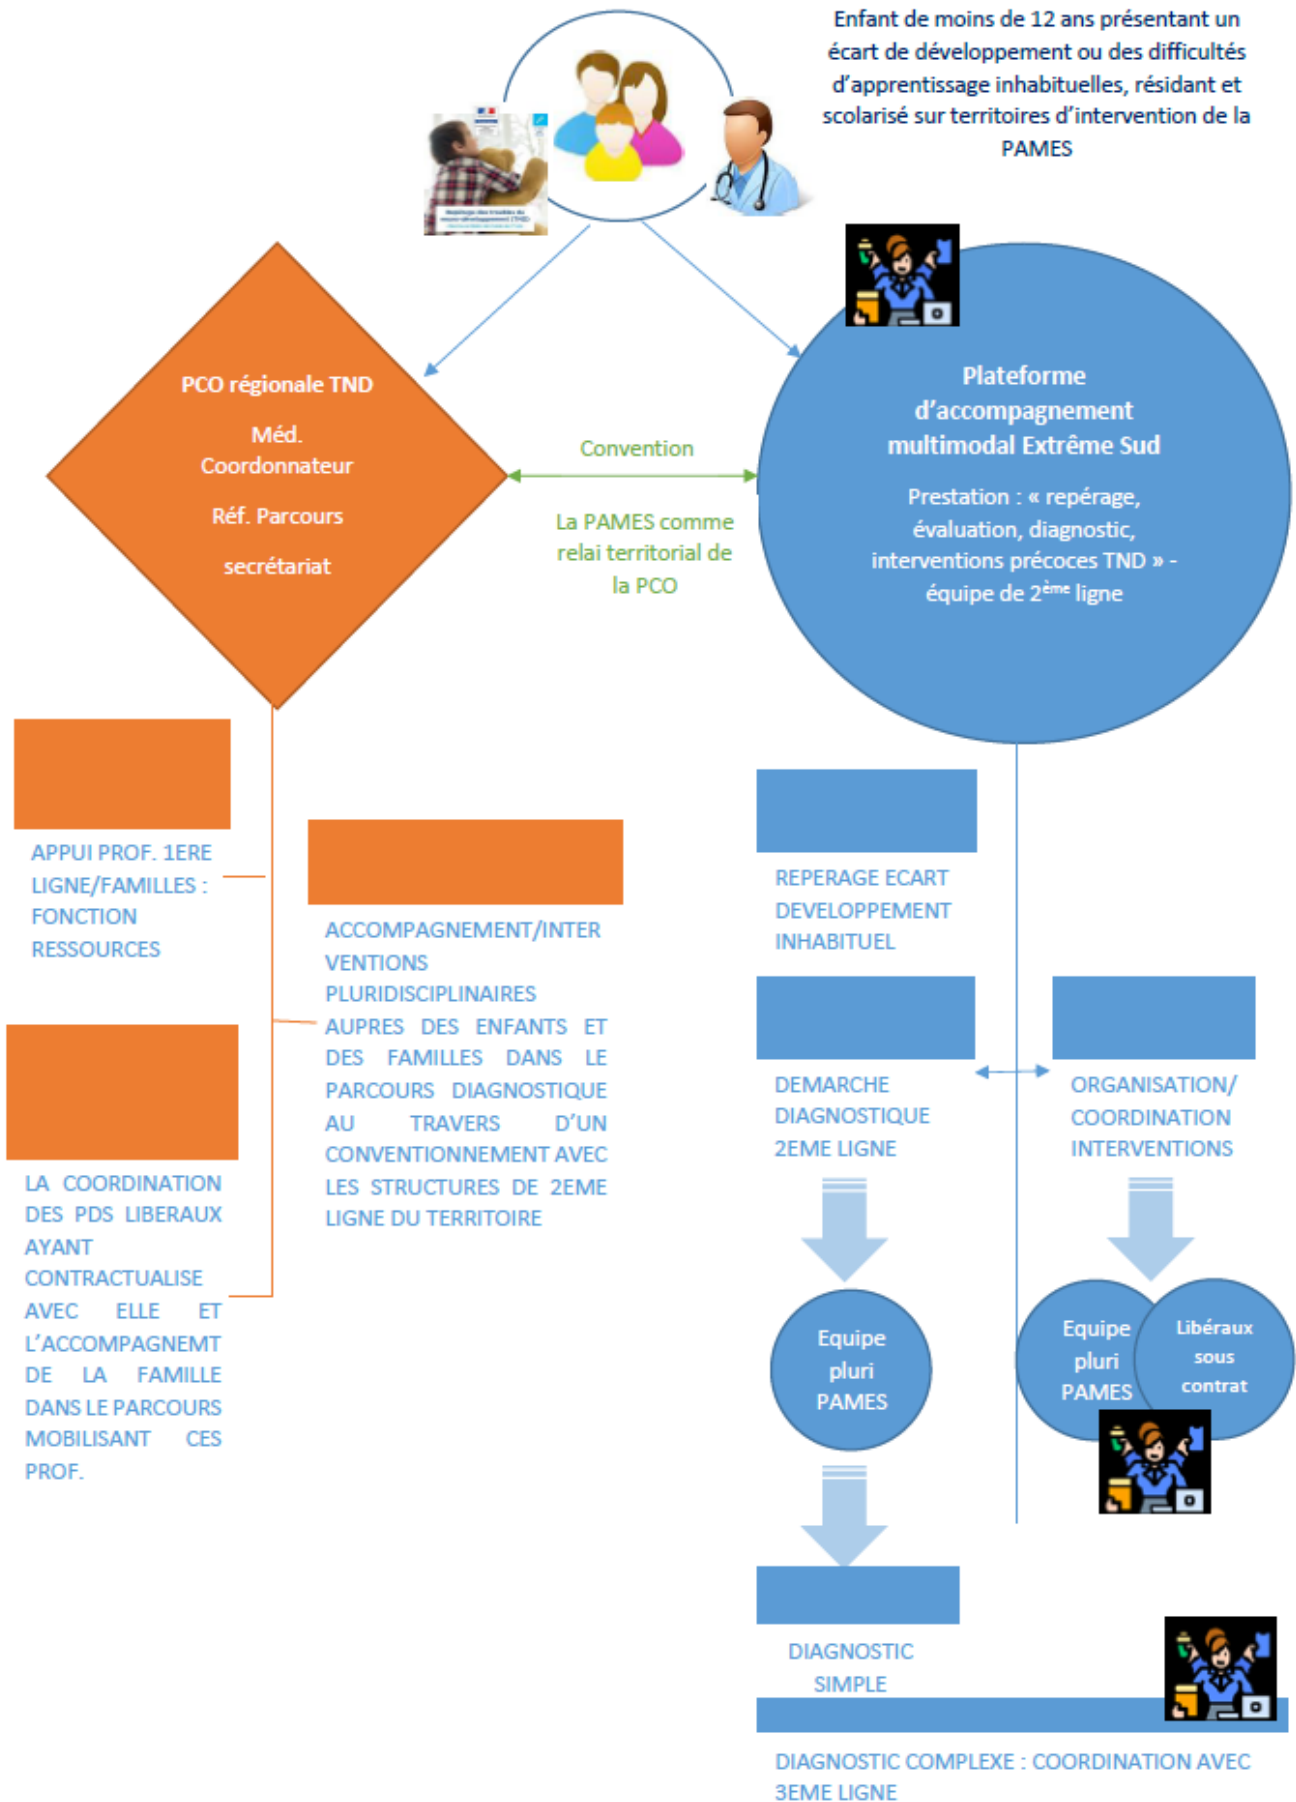 Enfant de moins de 12 ans présentant un
écart de développement ou des difficultés
d'apprentissage inhabituelles, résidant et
scolarisé sur territoires d'intervention de la
PAMES
Repérage des troubles du
neuro-développement (TND)
PCO régionale TND
Méd.
Coordonnateur
Réf. Parcours
secrétariat
Convention
La PAMES comme
relai territorial de
la PCO
Plateforme
d'accompagnement
multimodal Extrême Sud
Prestation : « repérage,
évaluation, diagnostic,
interventions précoces TND » -
équipe de 2ème ligne
APPUI PROF. 1ERE
LIGNE/FAMILLES :
FONCTION
RESSOURCES
ACCOMPAGNEMENT/INTER
VENTIONS
PLURIDISCIPLINAIRES
AUPRES DES ENFANTS ET
DES FAMILLES DANS LE
PARCOURS DIAGNOSTIQUE
AU TRAVERS D'UN
CONVENTIONNEMENT AVEC
LES STRUCTURES DE 2EME
LIGNE DU TERRITOIRE
LA COORDINATION
DES PDS LIBERAUX
AYANT
CONTRACTUALISE
AVEC ELLE ET
L'ACCOMPAGNEMT
DE LA FAMILLE
DANS LE PARCOURS
MOBILISANT CES
PROF.
REPERAGE ECART
DEVELOPPEMENT
INHABITUEL
DEMARCHE
DIAGNOSTIQUE
2EME LIGNE
ORGANISATION/
COORDINATION
INTERVENTIONS
Equipe
pluri
PAMES
Equipe
pluri
PAMES
Libéraux
sous
contrat
DIAGNOSTIC
SIMPLE
DIAGNOSTIC COMPLEXE : COORDINATION AVEC
3EME LIGNE